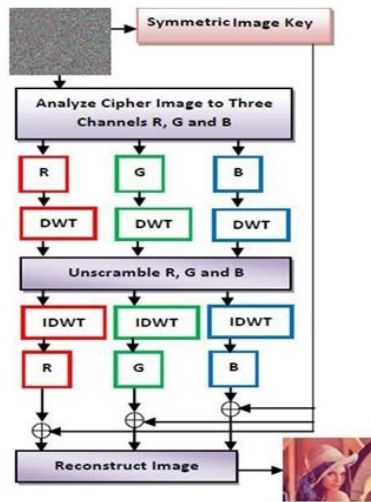 Symmetric Image Key
Analyze Cipher Image to Three
Channels R, G and B
R G B
DWT DWT DWT
Unscramble R, G and B
IDWT IDWT IDWT
R G B
Reconstruct Image